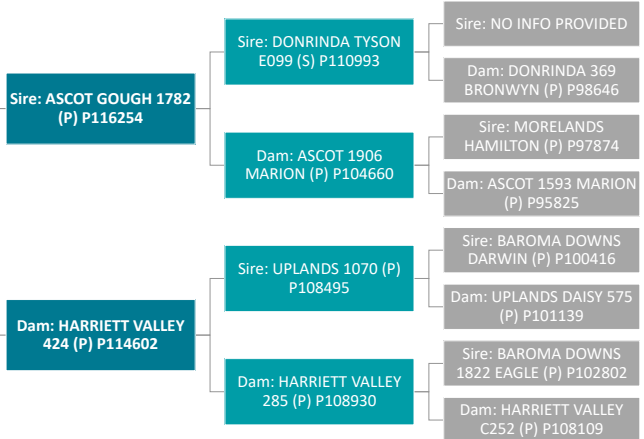 Sire: ASCOT GOUGH 1782
(P) P116254
Sire: DONRINDA TYSON
E099 (S) P110993
Sire: NO INFO PROVIDED
Dam: DONRINDA 369
BRONWYN (P) P98646
Dam: ASCOT 1906
MARION (P) P104660
Sire: MORELANDS
HAMILTON (P) P97874
Dam: ASCOT 1593 MARION
(P) P95825
Dam: HARRIETT VALLEY
424 (P) P114602
Sire: UPLANDS 1070 (P)
P108495
Sire: BAROMA DOWNS
DARWIN (P) P100416
Dam: UPLANDS DAISY 575
(P) P101139
Dam: HARRIETT VALLEY
285 (P) P108930
Sire: BAROMA DOWNS
1822 EAGLE (P) P102802
Dam: HARRIETT VALLEY
C252 (P) P108109